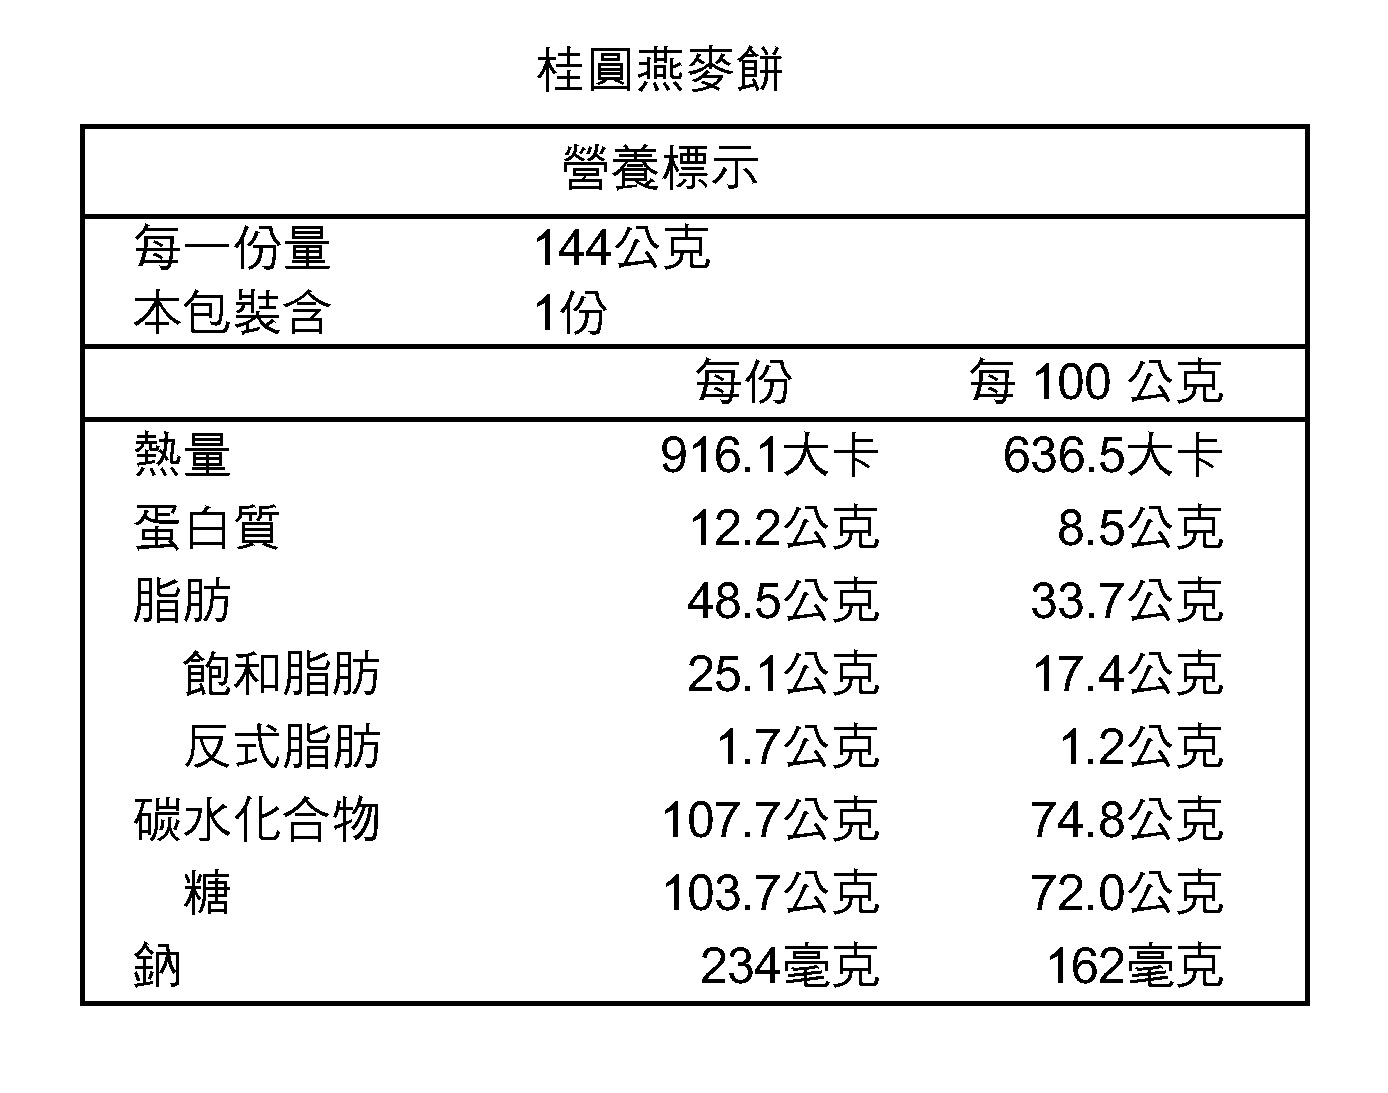 桂圓燕麥餅
營養標示
每一份量 144公克
本包裝含 1份
每份 每 100 公克
熱量 916.1大卡 636.5大卡
蛋白質 12.2公克 8.5公克
脂肪 48.5公克 33.7公克
飽和脂肪 25.1公克 17.4公克
反式脂肪 1.7公克 1.2公克
碳水化合物 107.7公克 74.8公克
糖 103.7公克 72.0公克
鈉 234毫克 162毫克